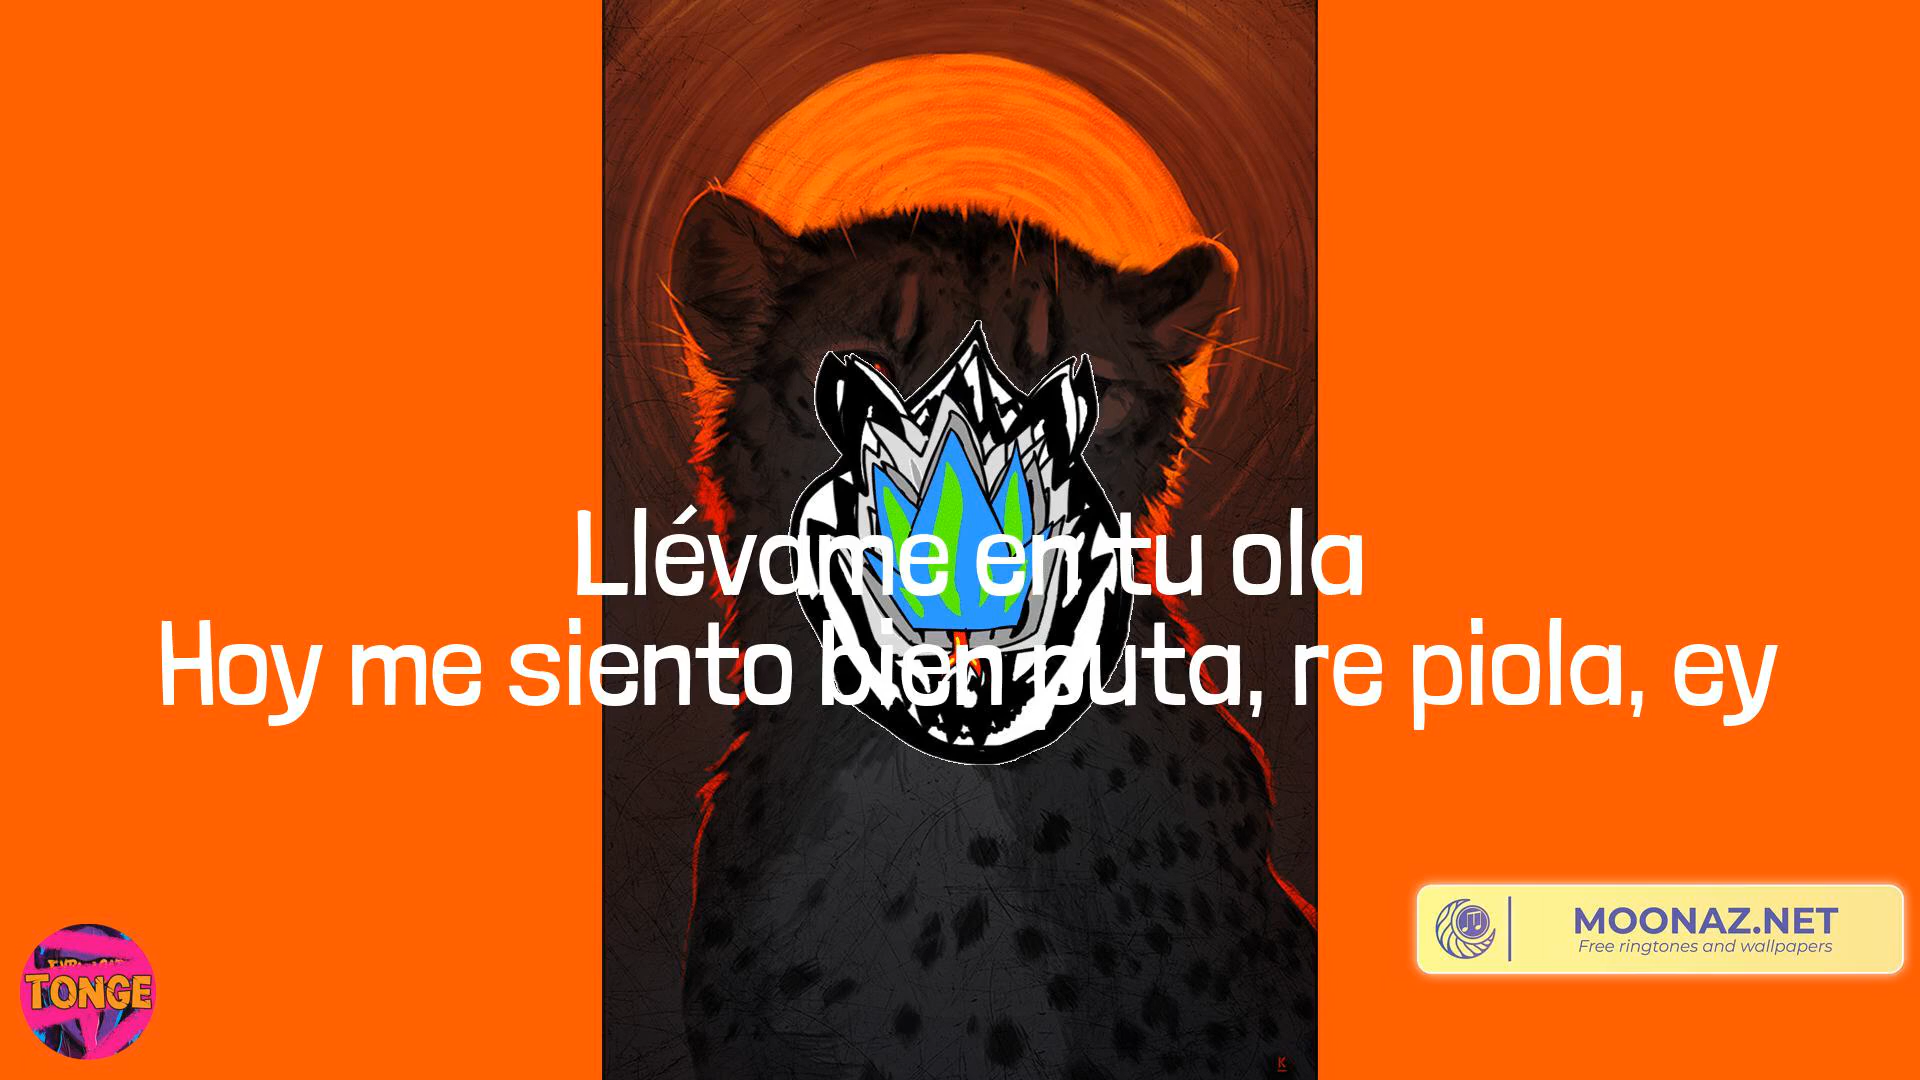 Llévame en tu ola
Hoy me siento bien puta, re piola, ey
MOONAZ.NET
Free ringtones and wallpapers
TONGE
K